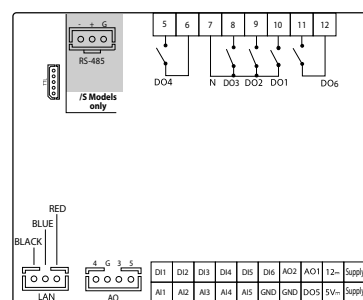 - + G
RS-485
TTL
/S Models
only
5 6 7 8 9 10 11 12
DO4 N DO3 DO2 DO1 DO6
RED
BLUE
BLACK
LAN
4 G 3 5
AO
DI1 DI2 DI3 DI4 DI5 DI6 AO2 AO1 12⎓ Supply
AI1 AI2 AI3 AI4 AI5 GND GND DO5 5V⎓ Supply